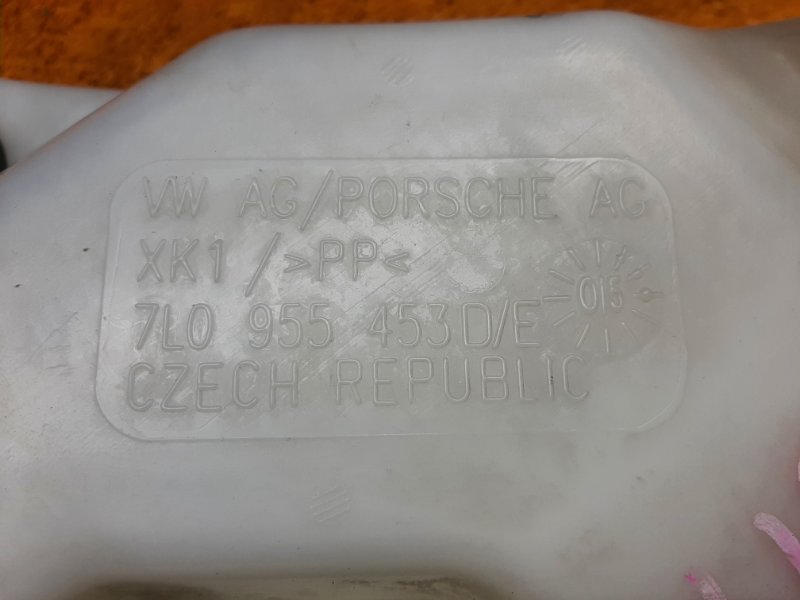 VW AG/PORSCHE AG
XK1 />PP<
7L0 955 453D/E
CZECH REPUBLIC